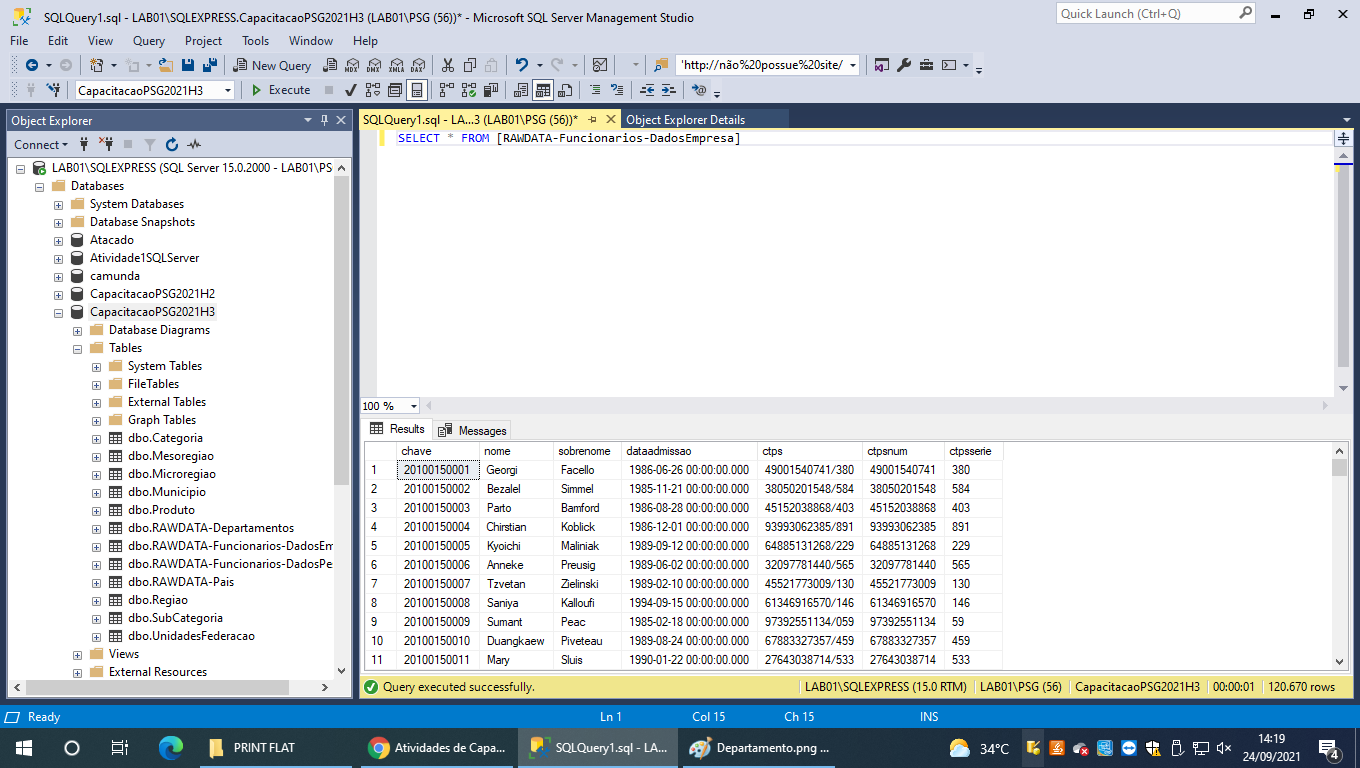 SQLQuery1.sql - LAB01\SQLEXPRESS.CapacitacaoPSG2021H3 (LAB01\PSG (56))* - Microsoft SQL Server Management Studio
Quick Launch (Ctrl+Q)
File Edit View Query Project Tools Window Help
New Query MDX DMX XMLA DAX 'http://não%20possue%20site/
CapacitacaoPSG2021H3 Execute
Object Explorer
SQLQuery1.sql - LA...3 (LAB01\PSG (56))* Object Explorer Details
Connect
SELECT * FROM [RAWDATA-Funcionarios-DadosEmpresa]
LAB01\SQLEXPRESS (SQL Server 15.0.2000 - LAB01\PS
Databases
System Databases
Database Snapshots
Atacado
Atividade1SQLServer
camunda
CapacitacaoPSG2021H2
CapacitacaoPSG2021H3
Database Diagrams
Tables
System Tables
FileTables
External Tables
Graph Tables
dbo.Categoria
dbo.Mesoregiao
dbo.Microregiao
dbo.Municipio
dbo.Produto
dbo.RAWDATA-Departamentos
dbo.RAWDATA-Funcionarios-DadosEm
dbo.RAWDATA-Funcionarios-DadosPe
dbo.RAWDATA-Pais
dbo.Regiao
dbo.SubCategoria
dbo.UnidadesFederacao
Views
External Resources
100 %
Results Messages
chave nome sobrenome dataadmissao ctps ctpsnum ctpsserie
1 20100150001 Georgi Facello 1986-06-26 00:00:00.000 49001540741/380 49001540741 380
2 20100150002 Bezalel Simmel 1985-11-21 00:00:00.000 38050201548/584 38050201548 584
3 20100150003 Parto Bamford 1986-08-28 00:00:00.000 45152038868/403 45152038868 403
4 20100150004 Chirstian Koblick 1986-12-01 00:00:00.000 93993062385/891 93993062385 891
5 20100150005 Kyoichi Maliniak 1989-09-12 00:00:00.000 64885131268/229 64885131268 229
6 20100150006 Anneke Preusig 1989-06-02 00:00:00.000 32097781440/565 32097781440 565
7 20100150007 Tzvetan Zielinski 1989-02-10 00:00:00.000 45521773009/130 45521773009 130
8 20100150008 Saniya Kalloufi 1994-09-15 00:00:00.000 61346916570/146 61346916570 146
9 20100150009 Sumant Peac 1985-02-18 00:00:00.000 97392551134/059 97392551134 59
10 20100150010 Duangkaew Piveteau 1989-08-24 00:00:00.000 67883327357/459 67883327357 459
11 20100150011 Mary Sluis 1990-01-22 00:00:00.000 27643038714/533 27643038714 533
Query executed successfully. LAB01\SQLEXPRESS (15.0 RTM) LAB01\PSG (56) CapacitacaoPSG2021H3 00:00:01 120.670 rows
Ready Ln 1 Col 15 Ch 15 INS
PRINT FLAT Atividades de Capa... SQLQuery1.sql - LA... Departamento.png ... 34°C 14:19
24/09/2021 4